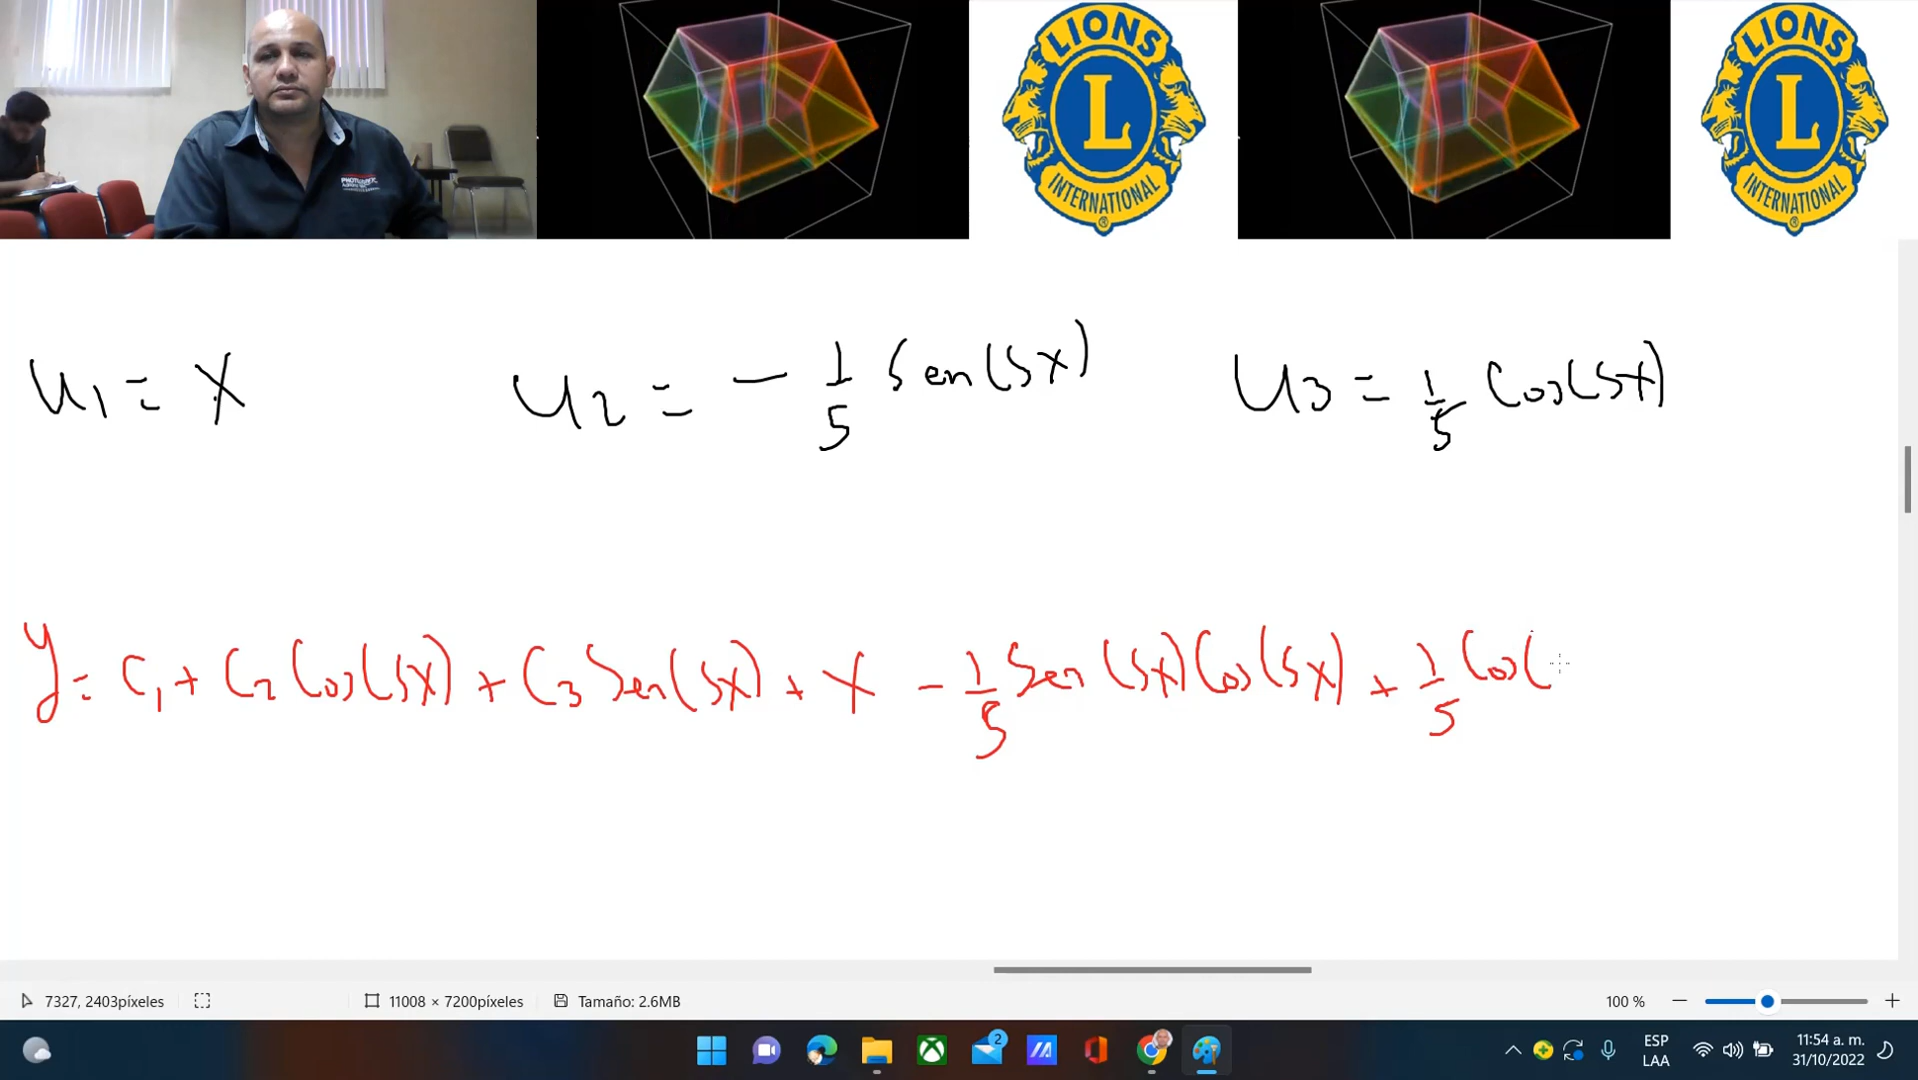 LIONS
L
INTERNATIONAL
®
LIONS
L
INTERNATIONAL
®
U1 = X
U2 = - 1/5 Sen(5x)
U3 = 1/5 Cos(5x)
y = C1 + C2 Cos(5x) + C3 Sen(5x) + X - 1/5 Sen(5x) Cos(5x) + 1/5 Cos(
7327, 2403píxeles
11008 × 7200píxeles
Tamaño: 2.6MB
100 %
2
ESP
LAA
11:54 a. m.
31/10/2022